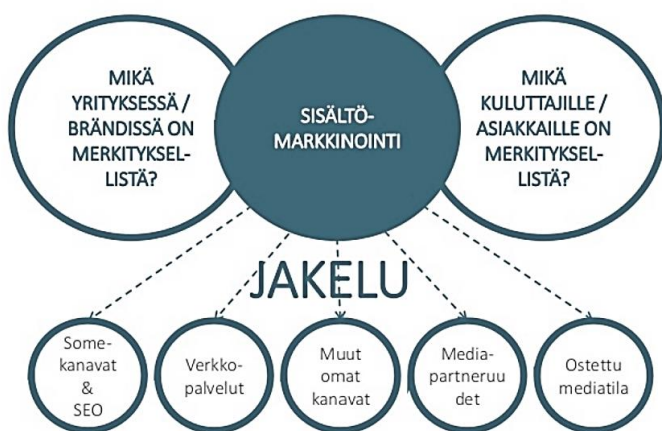 MIKÄ
YRITYKSESSÄ /
BRÄNDISSÄ ON
MERKITYKSEL-
LISTÄ?
SISÄLTÖ-
MARKKINOINTI
MIKÄ
KULUTTAJILLE /
ASIAKKAILLE ON
MERKITYKSEL-
LISTÄ?
JAKELU
Some-
kanavat
&
SEO
Verkko-
palvelut
Muut
omat
kanavat
Media-
partneruu
det
Ostettu
mediatila